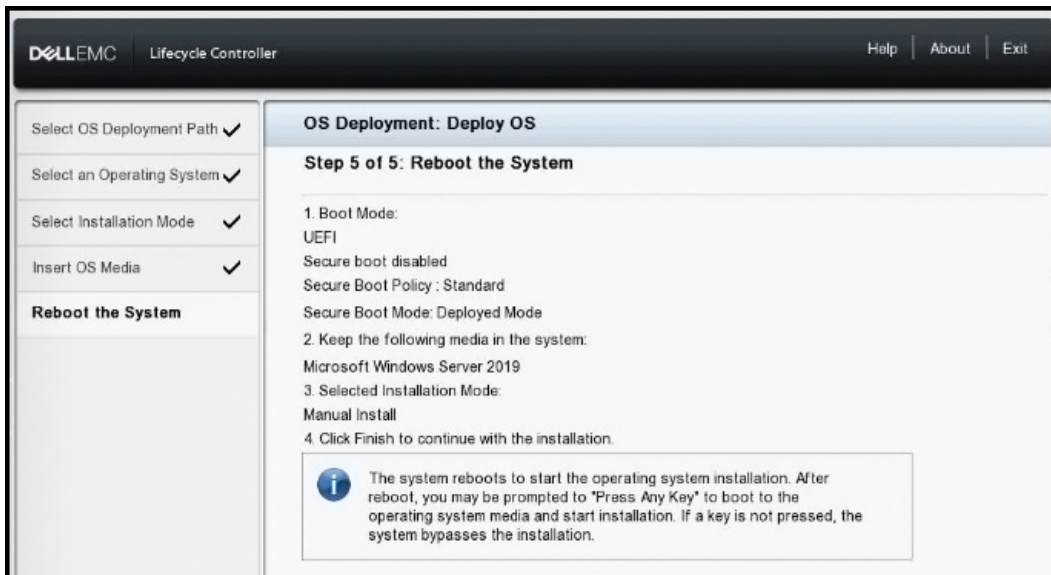 DELLEMC Lifecycle Controller Help About Exit
Select OS Deployment Path
Select an Operating System
Select Installation Mode
Insert OS Media
Reboot the System
OS Deployment: Deploy OS
Step 5 of 5: Reboot the System
1. Boot Mode:
UEFI
Secure boot disabled
Secure Boot Policy : Standard
Secure Boot Mode: Deployed Mode
2. Keep the following media in the system:
Microsoft Windows Server 2019
3. Selected Installation Mode:
Manual Install
4. Click Finish to continue with the installation.
The system reboots to start the operating system installation. After
reboot, you may be prompted to "Press Any Key" to boot to the
operating system media and start installation. If a key is not pressed, the
system bypasses the installation.